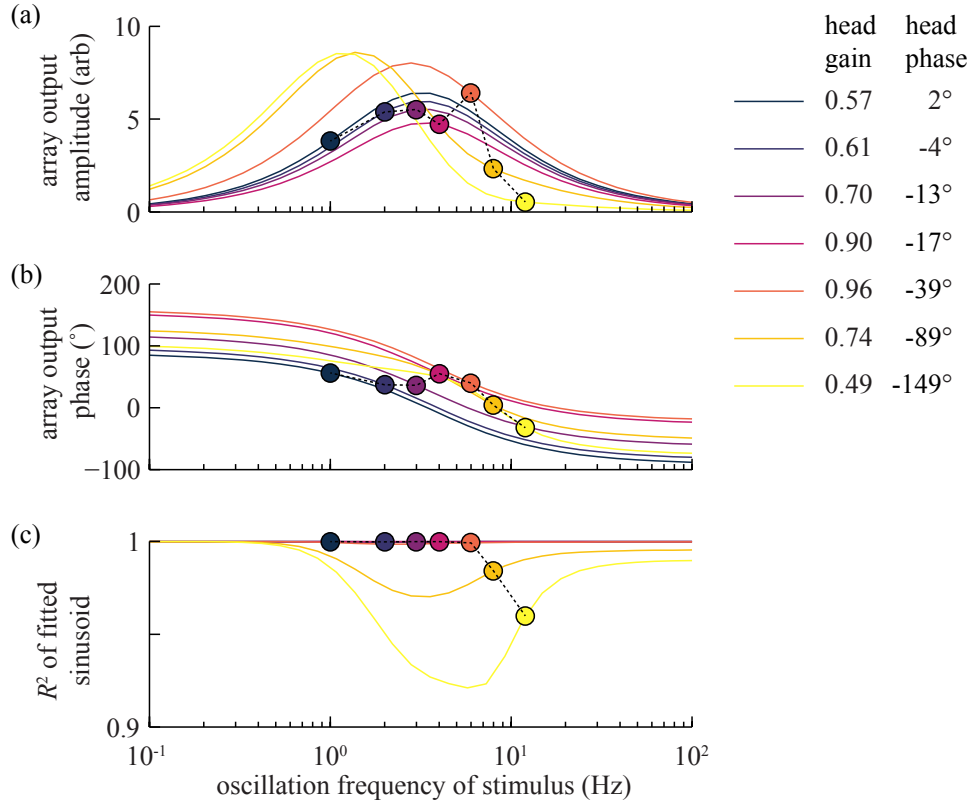 (a)
10
5
0
array output
amplitude (arb)
head head
gain phase
0.57 2°
0.61 -4°
0.70 -13°
0.90 -17°
0.96 -39°
0.74 -89°
0.49 -149°
(b)
200
100
0
−100
array output
phase (°)
(c)
1
0.9
R² of fitted
sinusoid
10⁻¹ 10⁰ 10¹ 10²
oscillation frequency of stimulus (Hz)